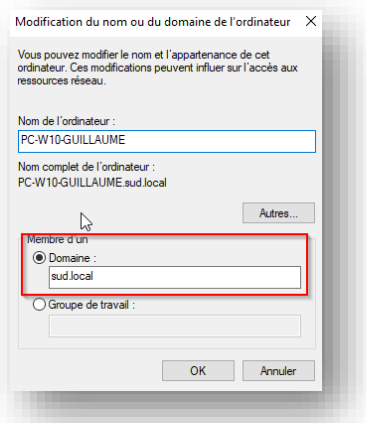 Modification du nom ou du domaine de l'ordinateur
Vous pouvez modifier le nom et l'appartenance de cet
ordinateur. Ces modifications peuvent influer sur l'accès aux
ressources réseau.
Nom de l'ordinateur :
PC-W10-GUILLAUME
Nom complet de l'ordinateur :
PC-W10-GUILLAUME.sud.local
Autres...
Membre d'un
Domaine :
sud.local
Groupe de travail :
OK Annuler